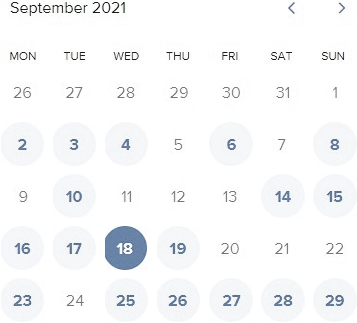 September 2021
MON TUE WED THU FRI SAT SUN
26 27 28 29 30 31 1
2 3 4 5 6 7 8
9 10 11 12 13 14 15
16 17 18 19 20 21 22
23 24 25 26 27 28 29